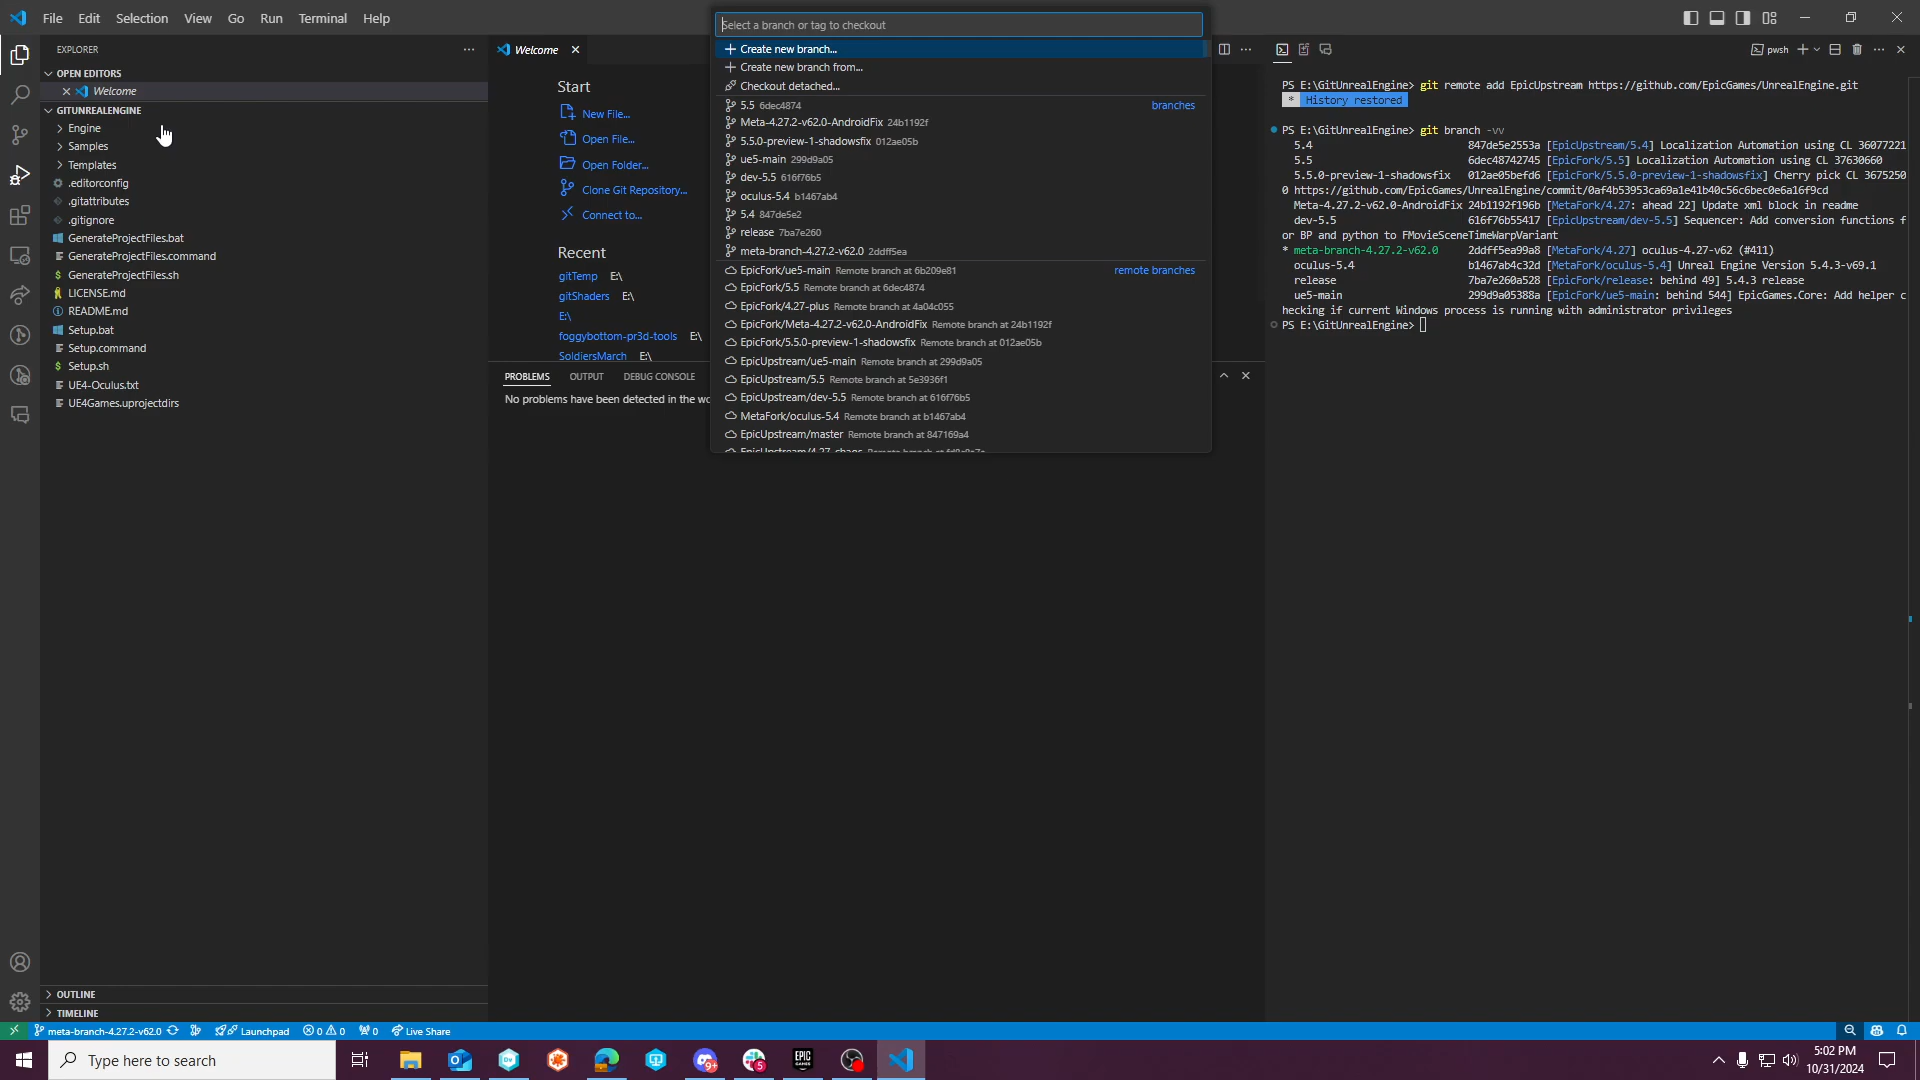 File Edit Selection View Go Run Terminal Help
Select a branch or tag to checkout
EXPLORER
OPEN EDITORS
Welcome
GITUNREALENGINE
Engine
Samples
Templates
.editorconfig
.gitattributes
.gitignore
GenerateProjectFiles.bat
GenerateProjectFiles.command
GenerateProjectFiles.sh
LICENSE.md
README.md
Setup.bat
Setup.command
Setup.sh
UE4-Oculus.txt
UE4Games.uprojectdirs
OUTLINE
TIMELINE
Welcome
Start
New File...
Open File...
Open Folder...
Clone Git Repository...
Connect to...
Recent
gitTemp E:\
gitShaders E:\
E:\
foggybottom-pr3d-tools E:\
SoldiersMarch E:\
PROBLEMS OUTPUT DEBUG CONSOLE
No problems have been detected in the wo
Create new branch...
Create new branch from...
Checkout detached...
5.5 6dec4874 branches
Meta-4.27.2-v62.0-AndroidFix 24b1192f
5.5.0-preview-1-shadowsfix 012ae05b
ue5-main 299d9a05
dev-5.5 616f76b5
oculus-5.4 b1467ab4
5.4 847de5e2
release 7ba7e260
meta-branch-4.27.2-v62.0 2ddff5ea
EpicFork/ue5-main Remote branch at 6b209e81 remote branches
EpicFork/5.5 Remote branch at 6dec4874
EpicFork/4.27-plus Remote branch at 4a04c055
EpicFork/Meta-4.27.2-v62.0-AndroidFix Remote branch at 24b1192f
EpicFork/5.5.0-preview-1-shadowsfix Remote branch at 012ae05b
EpicUpstream/ue5-main Remote branch at 299d9a05
EpicUpstream/5.5 Remote branch at 5e3936f1
EpicUpstream/dev-5.5 Remote branch at 616f76b5
MetaFork/oculus-5.4 Remote branch at b1467ab4
EpicUpstream/master Remote branch at 847169a4
pwsh
PS E:\GitUnrealEngine> git remote add EpicUpstream https://github.com/EpicGames/UnrealEngine.git
* History restored
PS E:\GitUnrealEngine> git branch -vv
5.4 847de5e2553a [EpicUpstream/5.4] Localization Automation using CL 36077221
5.5 6dec48742745 [EpicFork/5.5] Localization Automation using CL 37630660
5.5.0-preview-1-shadowsfix 012ae05befd6 [EpicFork/5.5.0-preview-1-shadowsfix] Cherry pick CL 3675250
0 https://github.com/EpicGames/UnrealEngine/commit/0af4b53953ca69a1e41b40c56c6bec0e6a16f9cd
Meta-4.27.2-v62.0-AndroidFix 24b1192f196b [MetaFork/4.27: ahead 22] Update xml block in readme
dev-5.5 616f76b55417 [EpicUpstream/dev-5.5] Sequencer: Add conversion functions f
or BP and python to FMovieSceneTimeWarpVariant
* meta-branch-4.27.2-v62.0 2ddff5ea99a8 [MetaFork/4.27] oculus-4.27-v62 (#411)
oculus-5.4 b1467ab4c32d [MetaFork/oculus-5.4] Unreal Engine Version 5.4.3-v69.1
release 7ba7e260a528 [EpicFork/release: behind 49] 5.4.3 release
ue5-main 299d9a05388a [EpicFork/ue5-main: behind 544] EpicGames.Core: Add helper c
hecking if current Windows process is running with administrator privileges
PS E:\GitUnrealEngine>
meta-branch-4.27.2-v62.0 Launchpad 0 0 0 Live Share
Type here to search
9+
5
EPIC GAMES
5:02 PM
10/31/2024